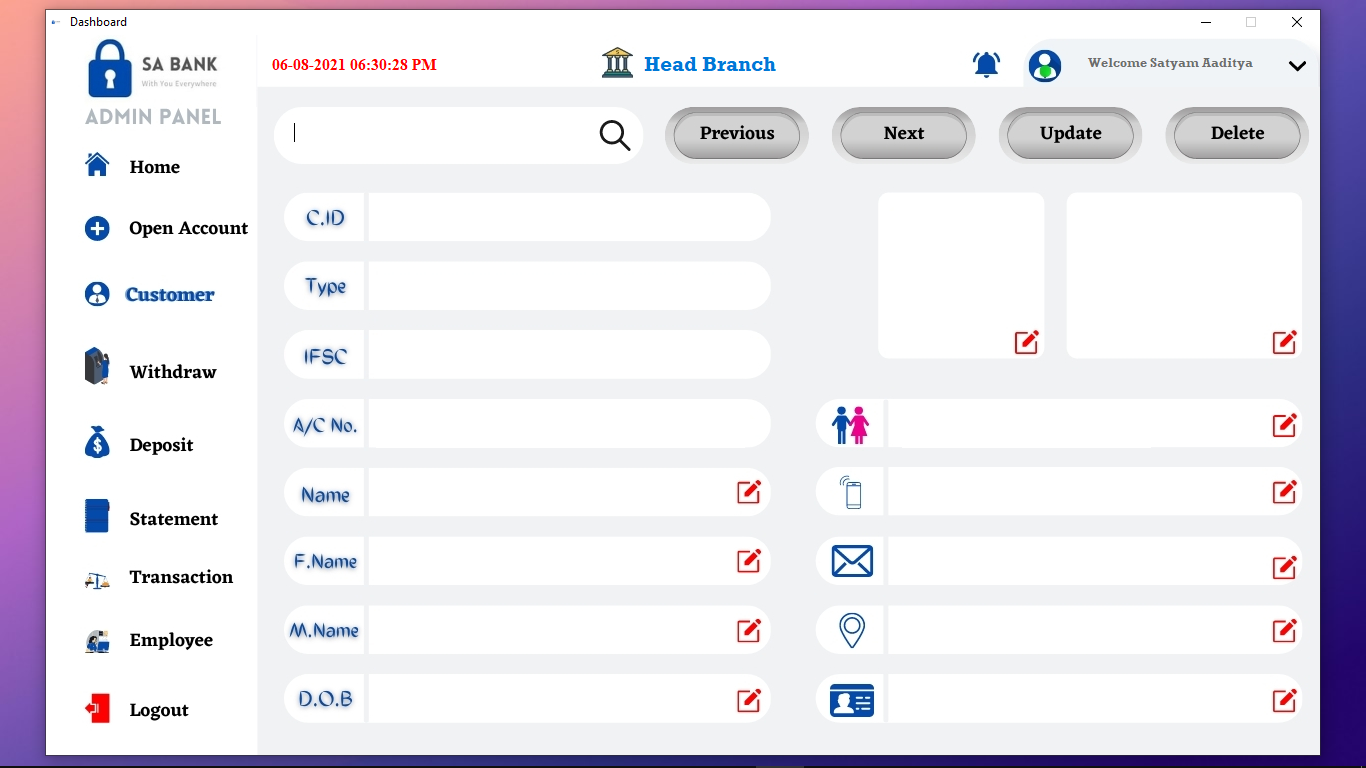 Dashboard
SA BANK
With You Everywhere
ADMIN PANEL
Home
Open Account
Customer
Withdraw
Deposit
Statement
Transaction
Employee
Logout
06-08-2021 06:30:28 PM
Head Branch
Welcome Satyam Aaditya
Previous
Next
Update
Delete
C.ID
Type
IFSC
A/C No.
Name
F.Name
M.Name
D.O.B